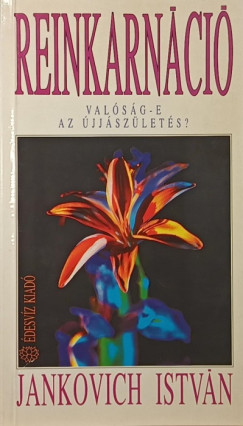 REINKARNÁCIÓ
VALÓSÁG-E
AZ ÚJJÁSZÜLETÉS?
ÉDESVÍZ KIADÓ
JANKOVICH ISTVÁN